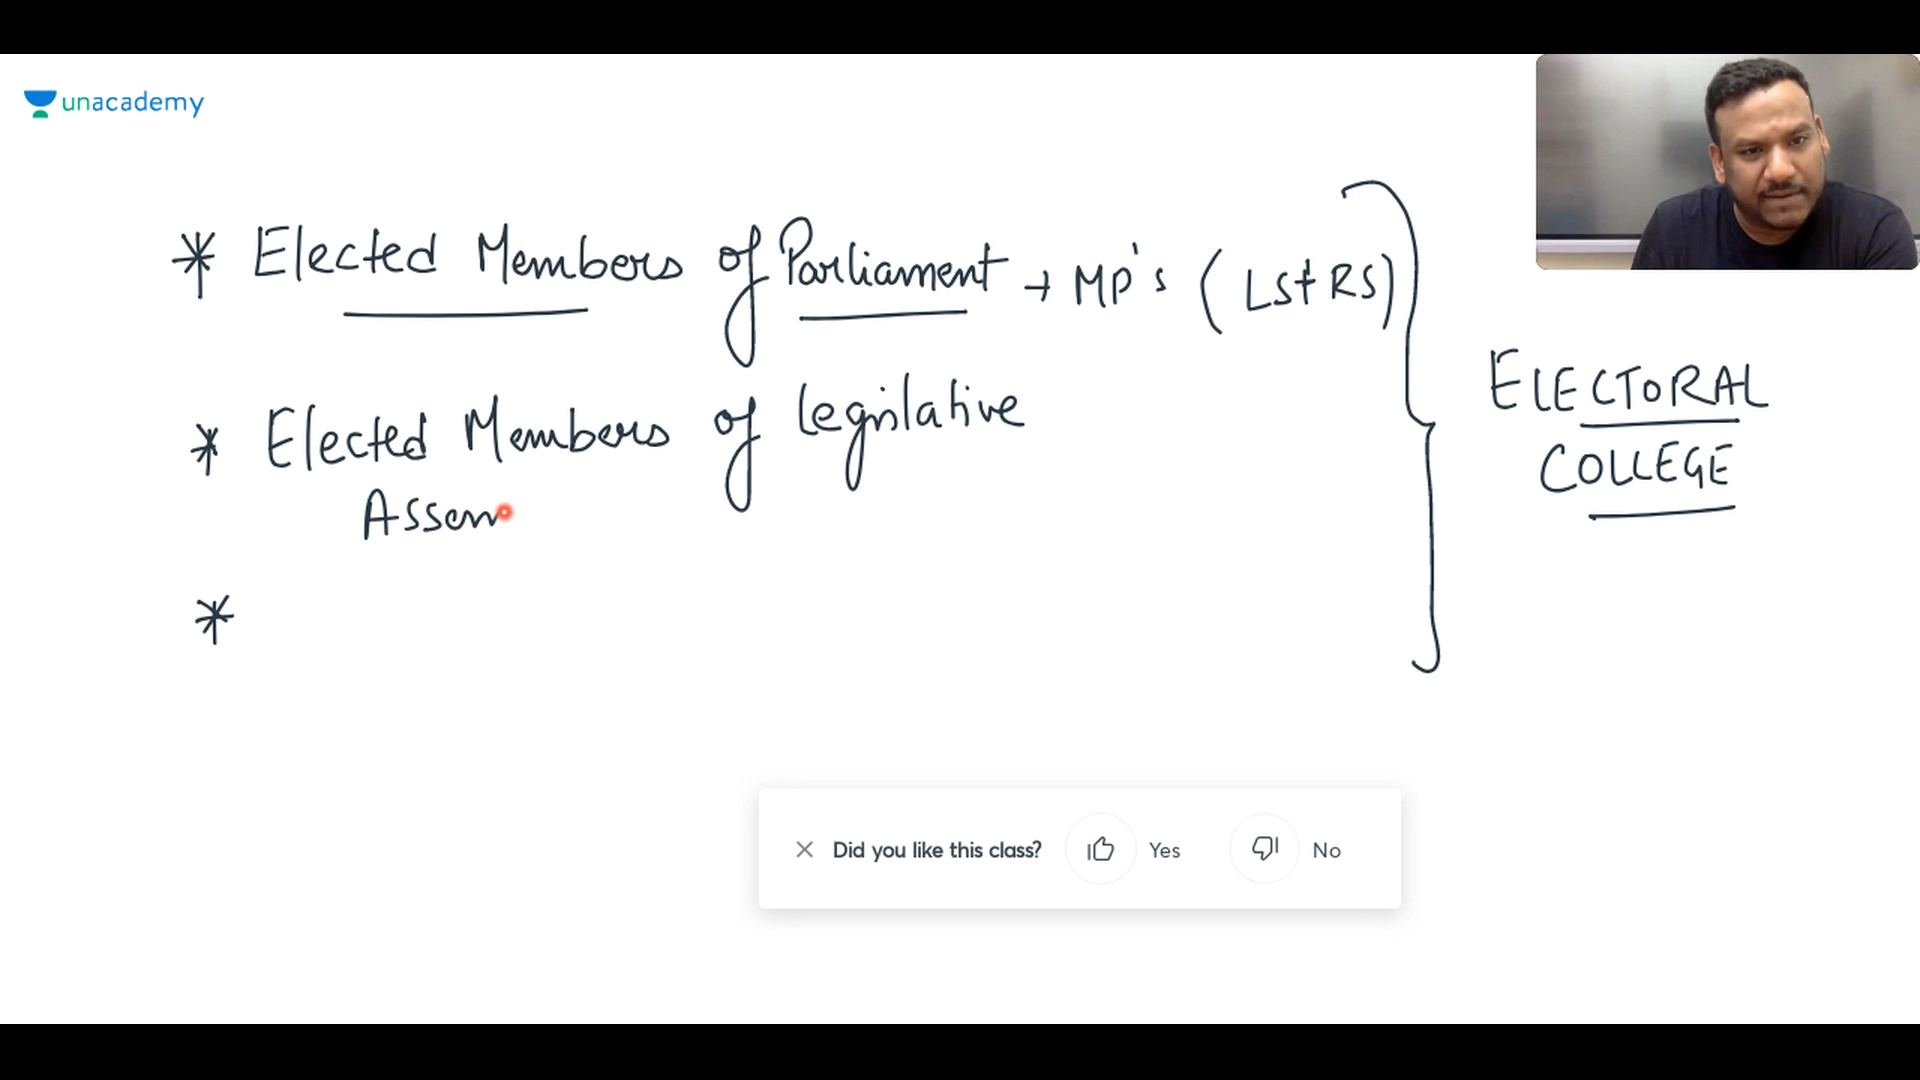 unacademy
* Elected Members of Parliament → MP's (LS+RS)
* Elected Members of Legislative
Assem
*
ELECTORAL
COLLEGE
Did you like this class? Yes No